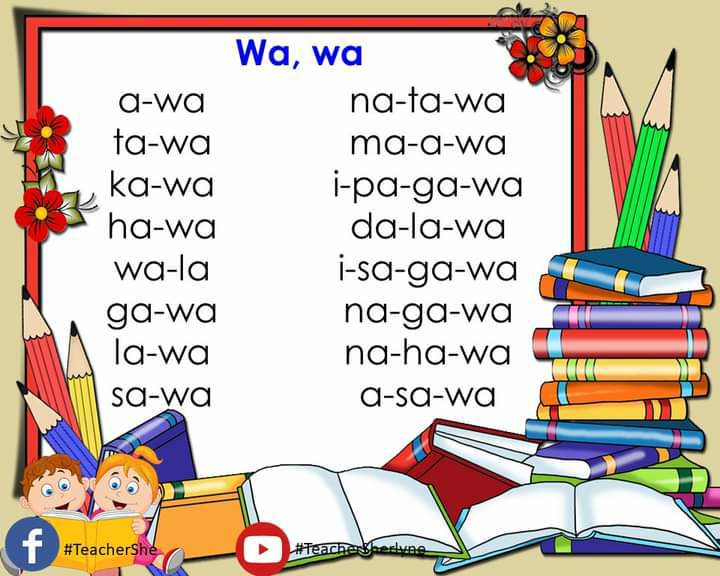 Wa, wa
a-wa
ta-wa
ka-wa
ha-wa
wa-la
ga-wa
la-wa
sa-wa
na-ta-wa
ma-a-wa
i-pa-ga-wa
da-la-wa
i-sa-ga-wa
na-ga-wa
na-ha-wa
a-sa-wa
#TeacherShe
#TeacherSherlyne